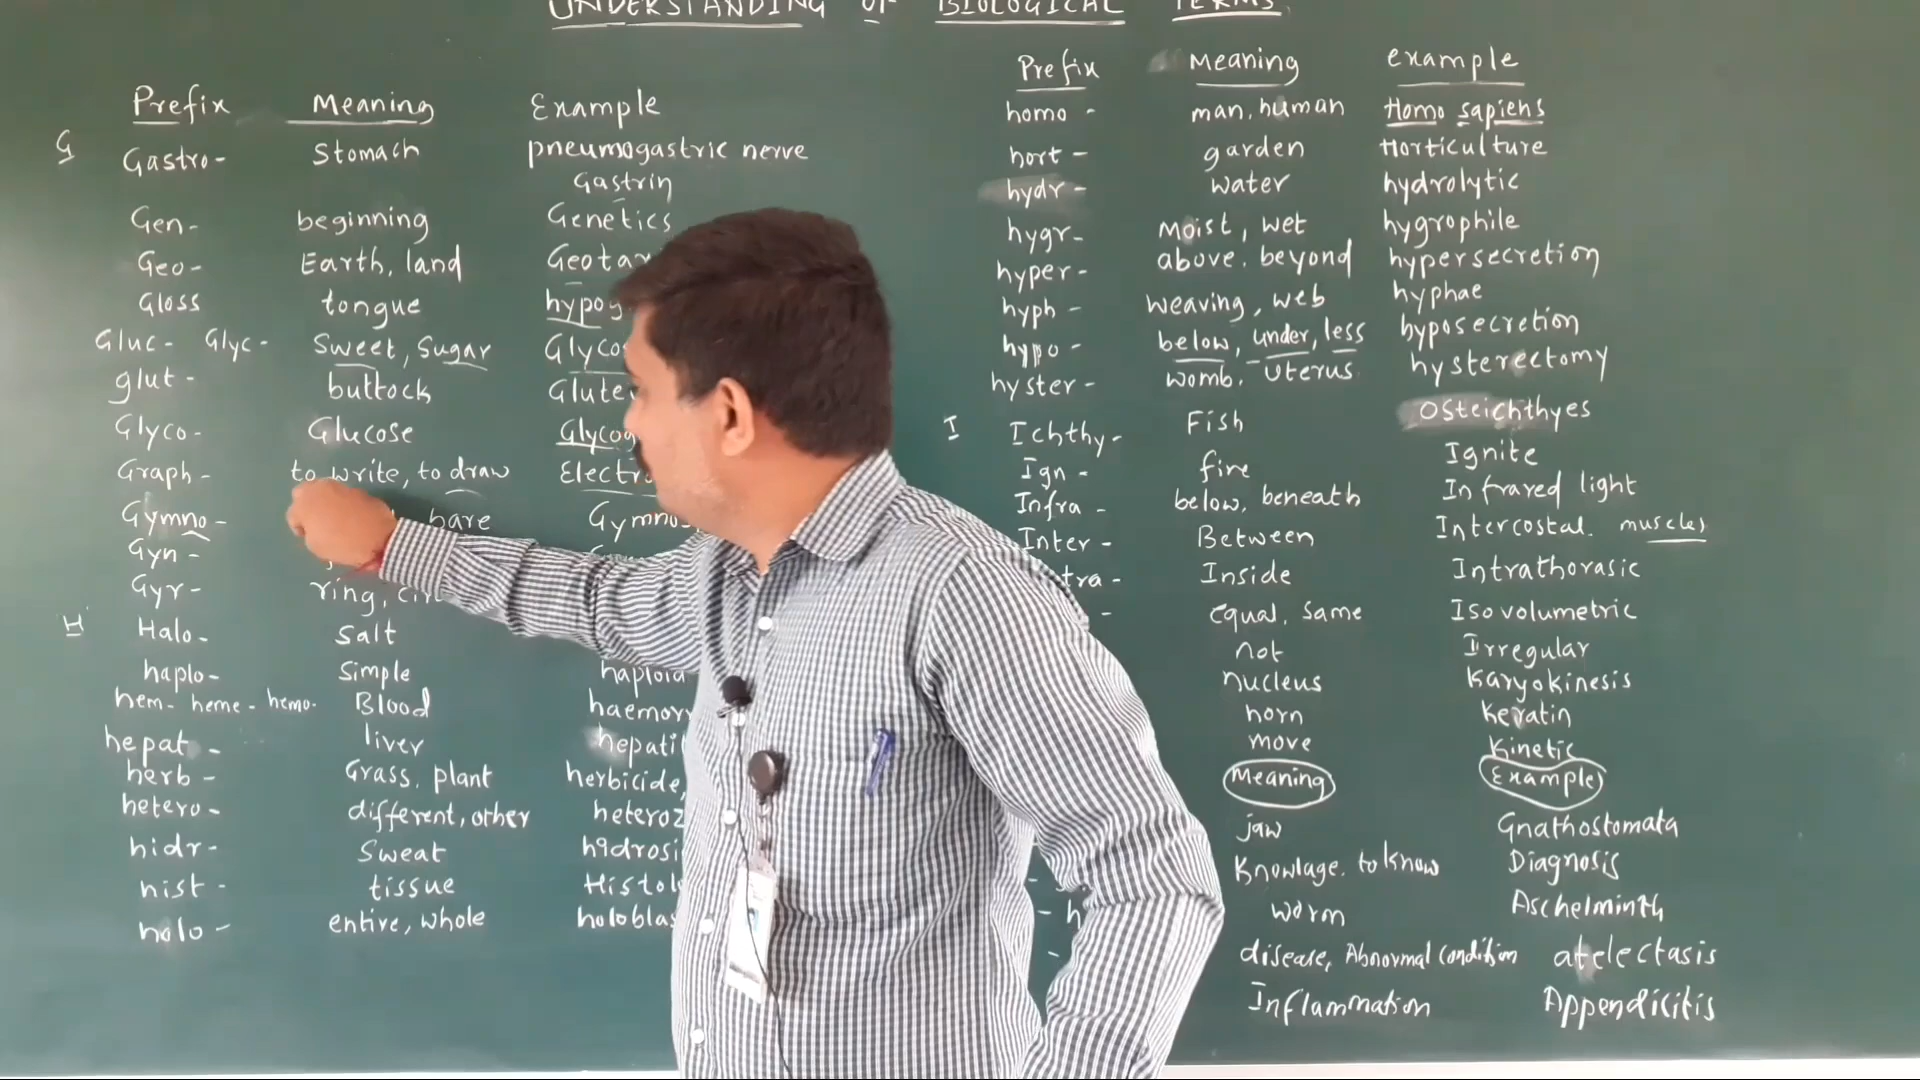 UNDERSTANDING OF BIOLOGICAL TERMS
Prefix Meaning Example
G Gastro- Stomach pneumogastric nerve
Gastrin
Gen- beginning Genetics
Geo- Earth, land
Gloss tongue
Gluc- Glyc- Sweet, Sugar
glut- buttock
Glyco- Glucose
Graph- to write, to draw
Gymno- bare
Gyn-
Gyr- ring,
H Halo- Salt
haplo- Simple
hem- heme- hemo- Blood
hepat- liver
herb- Grass, plant herbicide,
hetero- different, other
hidr- Sweat
hist- tissue
holo- entire, whole
Prefix Meaning example
homo- man, human Homo sapiens
hort- garden Horticulture
hydr- water hydrolytic
hygr- Moist, wet hygrophile
hyper- above, beyond hypersecretion
hyph- weaving, web hyphae
hypo- below, under, less hyposecretion
hyster- womb, uterus hysterectomy
I Ichthy- Fish Osteichthyes
Ign- fire Ignite
Infra- below, beneath Infrared light
Inter- Between Intercostal muscles
Inside Intrathorasic
equal, same Isovolumetric
not Irregular
nucleus Karyokinesis
horn Keratin
move Kinetic
Meaning Example
jaw Gnathostomata
Knowlage, to know Diagnosis
worm Aschelminth
disease, Abnormal condition atelectasis
Inflammation Appendicitis